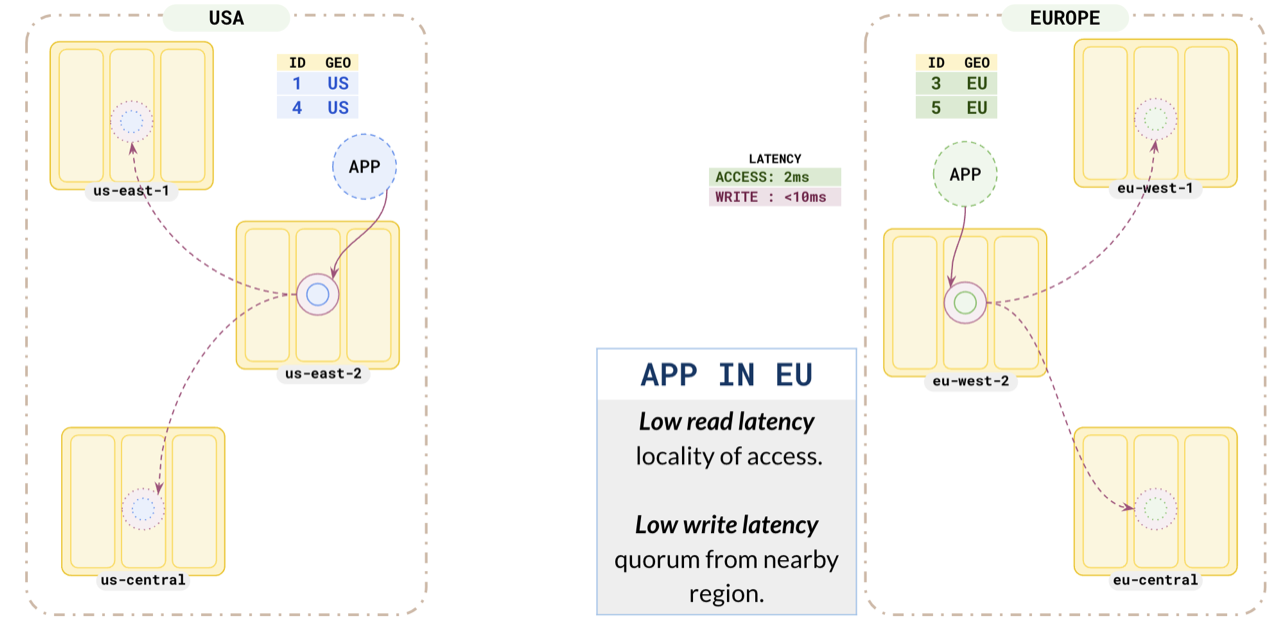 USA
ID GEO
1 US
4 US
APP
us-east-1
us-east-2
us-central
LATENCY
ACCESS: 2ms
WRITE : <10ms
APP IN EU
Low read latency
locality of access.
Low write latency
quorum from nearby
region.
EUROPE
ID GEO
3 EU
5 EU
APP
eu-west-1
eu-west-2
eu-central